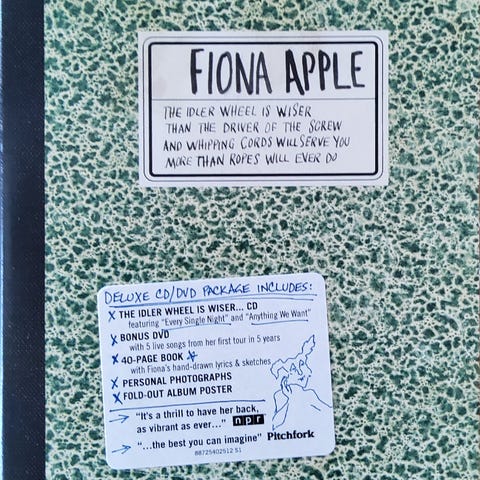 FIONA APPLE
THE IDLER WHEEL IS WISER
THAN THE DRIVER OF THE SCREW
AND WHIPPING CORDS WILL SERVE YOU
MORE THAN ROPES WILL EVER DO
DELUXE CD/DVD PACKAGE INCLUDES:
X THE IDLER WHEEL IS WISER... CD
featuring "Every Single Night" and "Anything We Want"
X BONUS DVD
with 5 live songs from her first tour in 5 years
X 40-PAGE BOOK
with Fiona's hand-drawn lyrics & sketches
X PERSONAL PHOTOGRAPHS
X FOLD-OUT ALBUM POSTER
→ "It's a thrill to have her back,
as vibrant as ever..." npr
→ "...the best you can imagine" Pitchfork
88725402512 S1